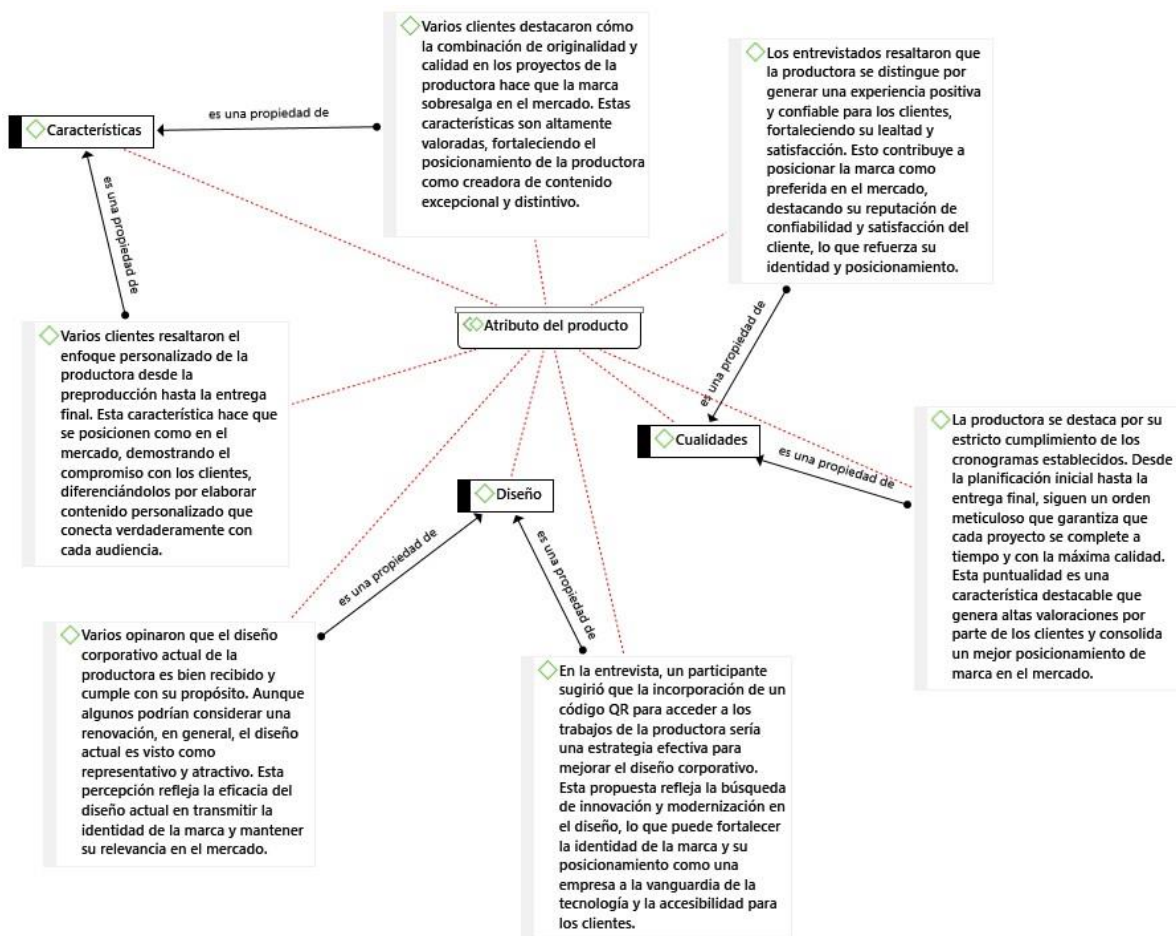 Varios clientes destacaron cómo
la combinación de originalidad y
calidad en los proyectos de la
productora hace que la marca
sobresalga en el mercado. Estas
características son altamente
valoradas, fortaleciendo el
posicionamiento de la productora
como creadora de contenido
excepcional y distintivo.
Los entrevistados resaltaron que
la productora se distingue por
generar una experiencia positiva
y confiable para los clientes,
fortaleciendo su lealtad y
satisfacción. Esto contribuye a
posicionar la marca como
preferida en el mercado,
destacando su reputación de
confiabilidad y satisfacción del
cliente, lo que refuerza su
identidad y posicionamiento.
es una propiedad de
Características
es una propiedad de
Atributo del producto
Varios clientes resaltaron el
enfoque personalizado de la
productora desde la
preproducción hasta la entrega
final. Esta característica hace que
se posicionen como en el
mercado, demostrando el
compromiso con los clientes,
diferenciándolos por elaborar
contenido personalizado que
conecta verdaderamente con
cada audiencia.
es una propiedad de
Cualidades
es una propiedad de
La productora se destaca por su
estricto cumplimiento de los
cronogramas establecidos. Desde
la planificación inicial hasta la
entrega final, siguen un orden
meticuloso que garantiza que
cada proyecto se complete a
tiempo y con la máxima calidad.
Esta puntualidad es una
característica destacable que
genera altas valoraciones por
parte de los clientes y consolida
un mejor posicionamiento de
marca en el mercado.
Diseño
es una propiedad de
es una propiedad de
Varios opinaron que el diseño
corporativo actual de la
productora es bien recibido y
cumple con su propósito. Aunque
algunos podrían considerar una
renovación, en general, el diseño
actual es visto como
representativo y atractivo. Esta
percepción refleja la eficacia del
diseño actual en transmitir la
identidad de la marca y mantener
su relevancia en el mercado.
En la entrevista, un participante
sugirió que la incorporación de un
código QR para acceder a los
trabajos de la productora sería
una estrategia efectiva para
mejorar el diseño corporativo.
Esta propuesta refleja la búsqueda
de innovación y modernización en
el diseño, lo que puede fortalecer
la identidad de la marca y su
posicionamiento como una
empresa a la vanguardia de la
tecnología y la accesibilidad para
los clientes.